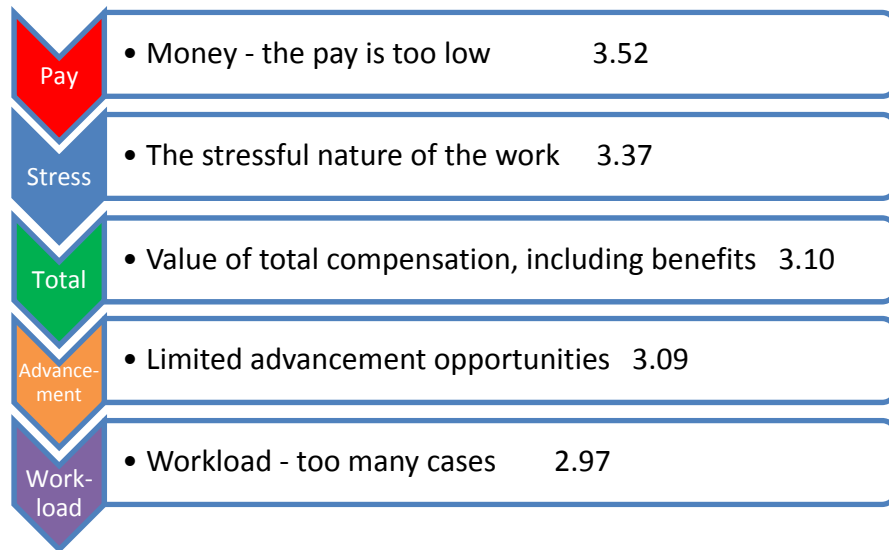 Pay
• Money - the pay is too low 3.52
Stress
• The stressful nature of the work 3.37
Total
• Value of total compensation, including benefits 3.10
Advance-
ment
• Limited advancement opportunities 3.09
Work-
load
• Workload - too many cases 2.97